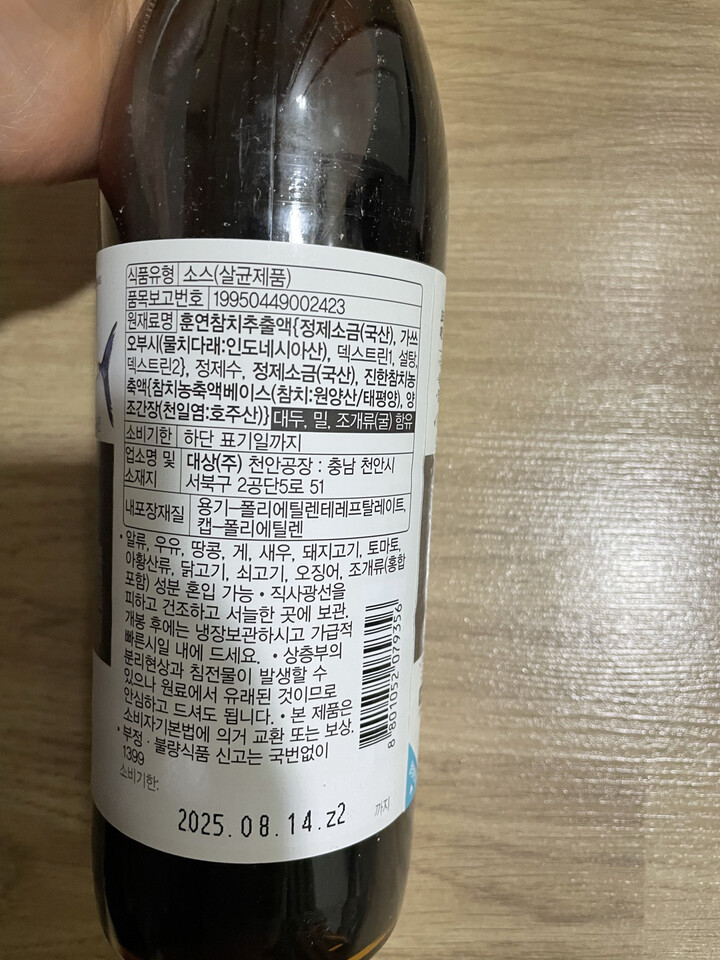 식품유형 소스(살균제품)
품목보고번호 19950449002423
원재료명 훈연참치추출액{정제소금(국산), 가쓰
오부시(물치다래:인도네시아산), 덱스트린1, 설탕,
덱스트린2}, 정제수, 정제소금(국산), 진한참치농
축액{참치농축액베이스(참치:원양산/태평양), 양
조간장(천일염:호주산)} 대두, 밀, 조개류(굴) 함유
소비기한 하단 표기일까지
업소명 및 소재지 대상(주) 천안공장 : 충남 천안시
서북구 2공단5로 51
내포장재질 용기-폴리에틸렌테레프탈레이트,
캡-폴리에틸렌
• 알류, 우유, 땅콩, 게, 새우, 돼지고기, 토마토,
아황산류, 닭고기, 쇠고기, 오징어, 조개류(홍합
포함) 성분 혼입 가능 • 직사광선을
피하고 건조하고 서늘한 곳에 보관.
개봉 후에는 냉장보관하시고 가급적
빠른시일 내에 드세요. • 상층부의
분리현상과 침전물이 발생할 수
있으나 원료에서 유래된 것이므로
안심하고 드셔도 됩니다. • 본 제품은
소비자기본법에 의거 교환 또는 보상.
• 부정 · 불량식품 신고는 국번없이
1399
소비기한:
2025.08.14.z2 까지
8 801052 079356